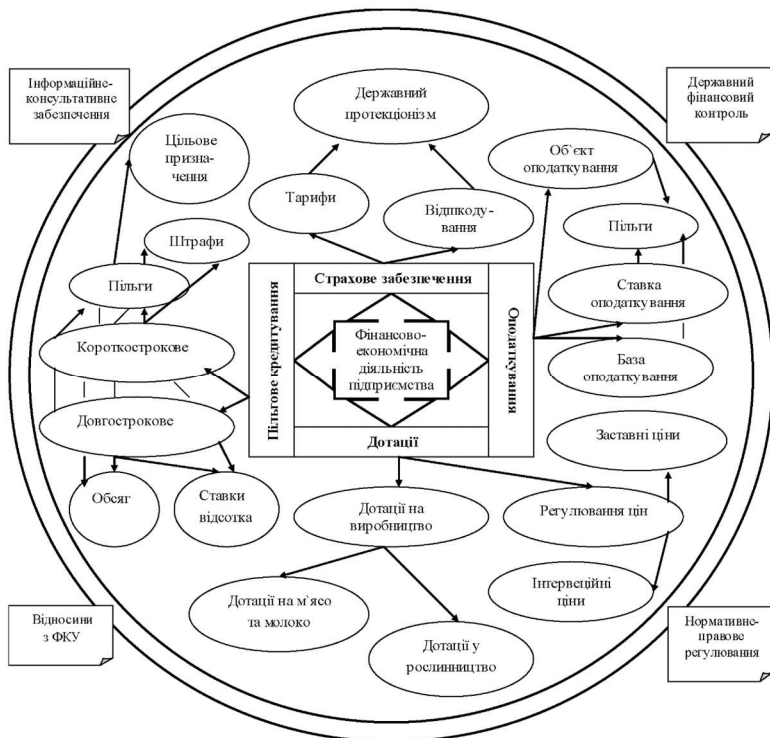 Інформаційне-
консультативне
забезпечення
Державний
фінансовий
контроль
Державний
протекціонізм
Цільове
призна-
чення
Об`єкт
оподаткування
Тарифи
Відшкоду-
вання
Штрафи
Пільги
Пільги
Страхове забезпечення
Ставка
оподаткування
Пільгове кредитування
Оподаткування
Короткострокове
Фінансово-
економічна
діяльність
підприємства
База
оподаткування
Довгострокове
Дотації
Заставні ціни
Обсяг
Ставки
відсотка
Дотації на
виробництво
Регулювання цін
Дотації на м`ясо
та молоко
Інтервеційні
ціни
Відносини
з ФКУ
Дотації у
рослинництво
Нормативне-
правове
регулювання